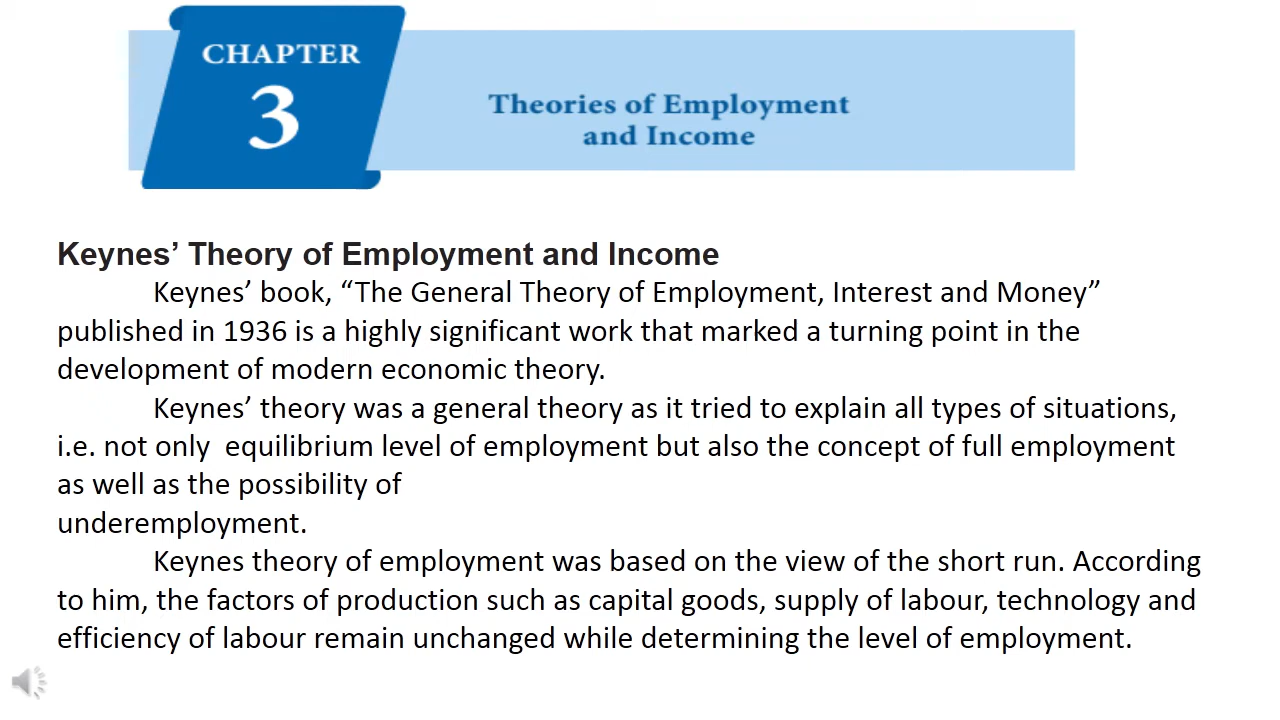 CHAPTER
3
Theories of Employment
and Income
Keynes’ Theory of Employment and Income
Keynes’ book, “The General Theory of Employment, Interest and Money”
published in 1936 is a highly significant work that marked a turning point in the
development of modern economic theory.
Keynes’ theory was a general theory as it tried to explain all types of situations,
i.e. not only  equilibrium level of employment but also the concept of full employment
as well as the possibility of
underemployment.
Keynes theory of employment was based on the view of the short run. According
to him, the factors of production such as capital goods, supply of labour, technology and
efficiency of labour remain unchanged while determining the level of employment.